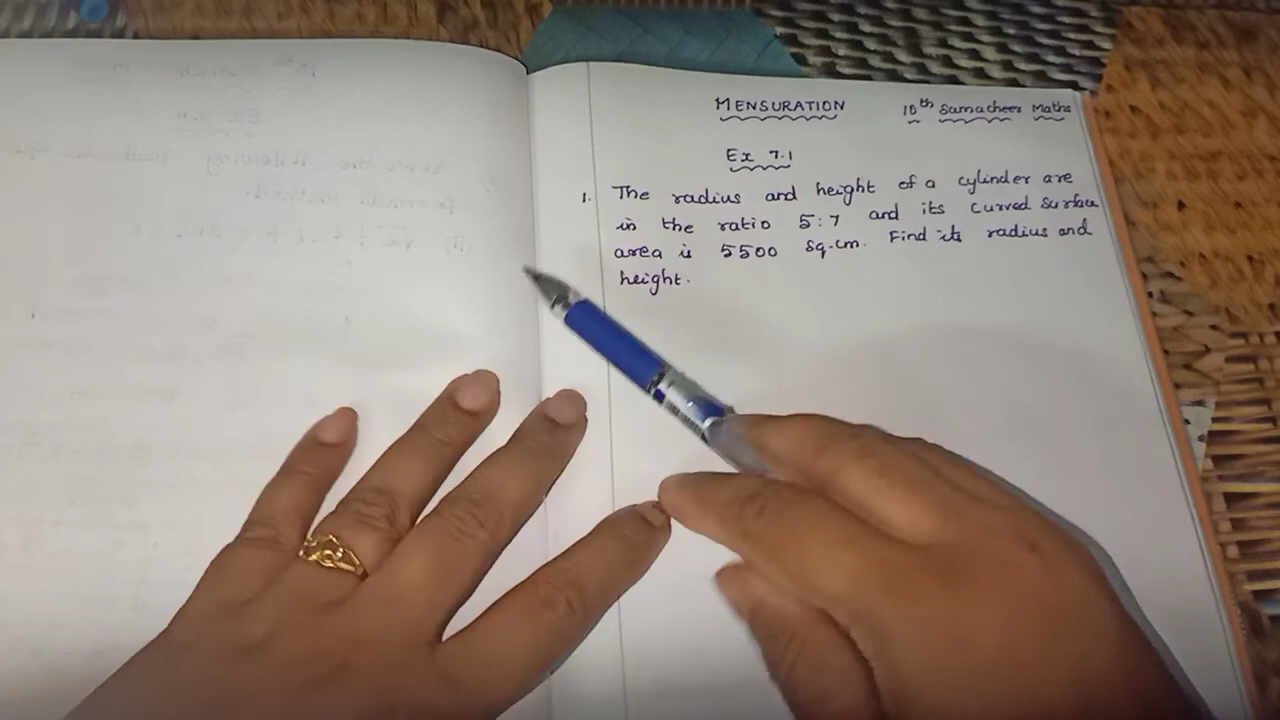 MENSURATION 10th Samacheer Maths
Ex 7.1
1. The radius and height of a cylinder are
in the ratio 5:7 and its curved surface
area is 5500 sq.cm. Find its radius and
height.